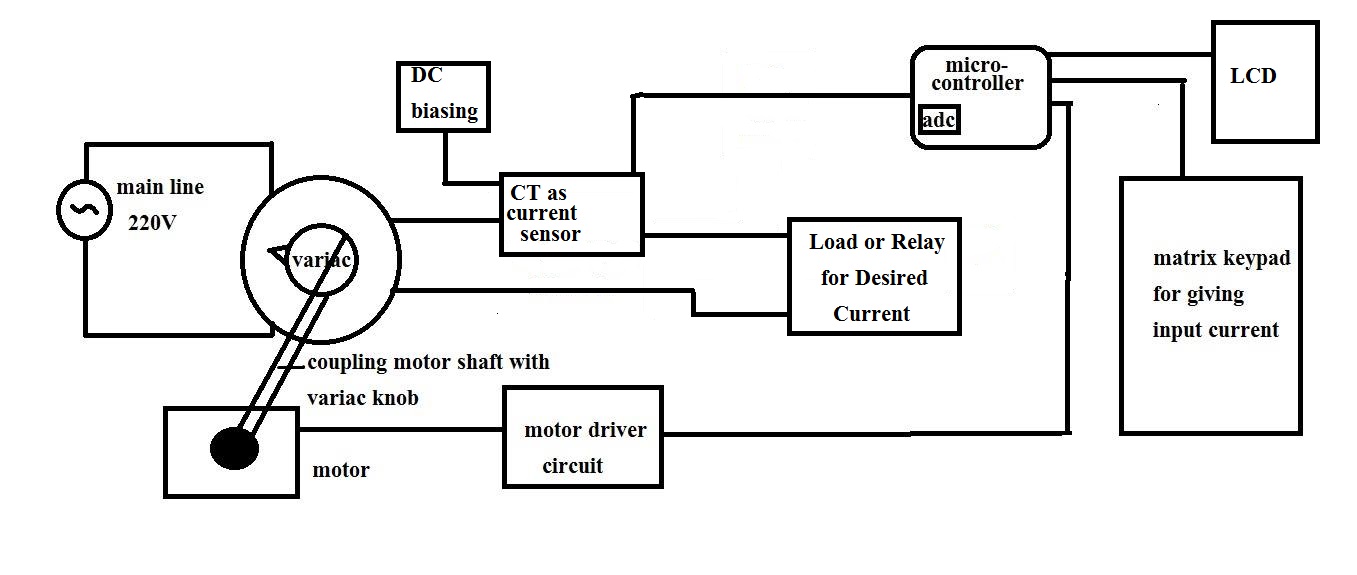 DC
biasing
micro-
controller
adc
LCD
main line
220V
CT as
current
sensor
variac
Load or Relay
for Desired
Current
matrix keypad
for giving
input current
coupling motor shaft with
variac knob
motor driver
circuit
motor